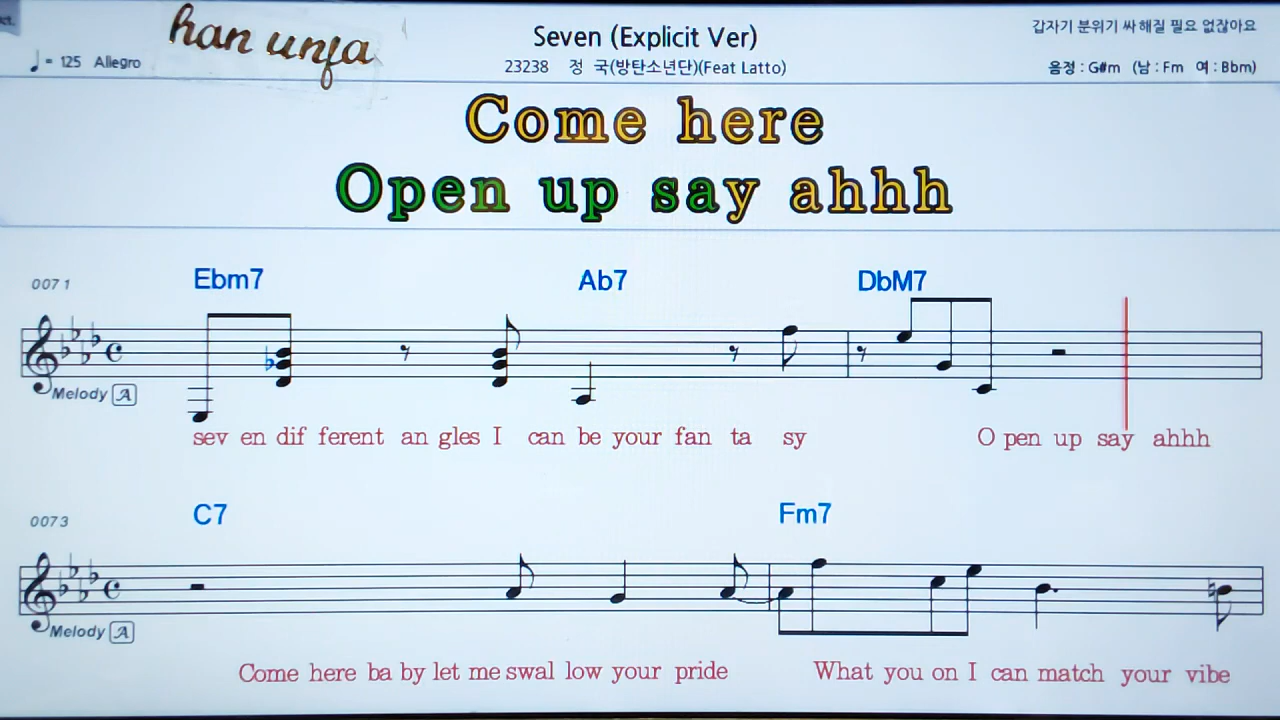 ct.
han unja
Seven (Explicit Ver)
갑자기 분위기 싸해질 필요 없잖아요
♩ = 125 Allegro
23238 정 국(방탄소년단)(Feat Latto)
음정 : G#m (남 : Fm 여 : Bbm)
Come here
Open up say ahhh
0071
Ebm7 Ab7 DbM7
Melody A
sev en dif ferent an gles I can be your fan ta sy O pen up say ahhh
0073
C7 Fm7
Melody A
Come here ba by let me swal low your pride What you on I can match your vibe